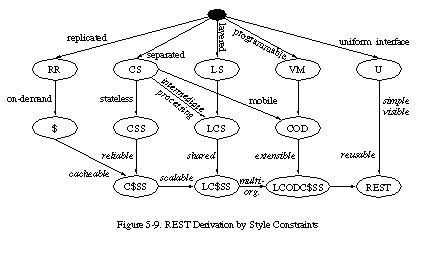 replicated
separated
layered
programmable
uniform interface
RR
CS
LS
VM
U
on-demand
stateless
intermediate
processing
mobile
simple
visible
$
CSS
LCS
COD
cacheable
reliable
shared
extensible
reusable
C$SS
scalable
LC$SS
multi-
org.
LCODC$SS
REST
Figure 5-9. REST Derivation by Style Constraints